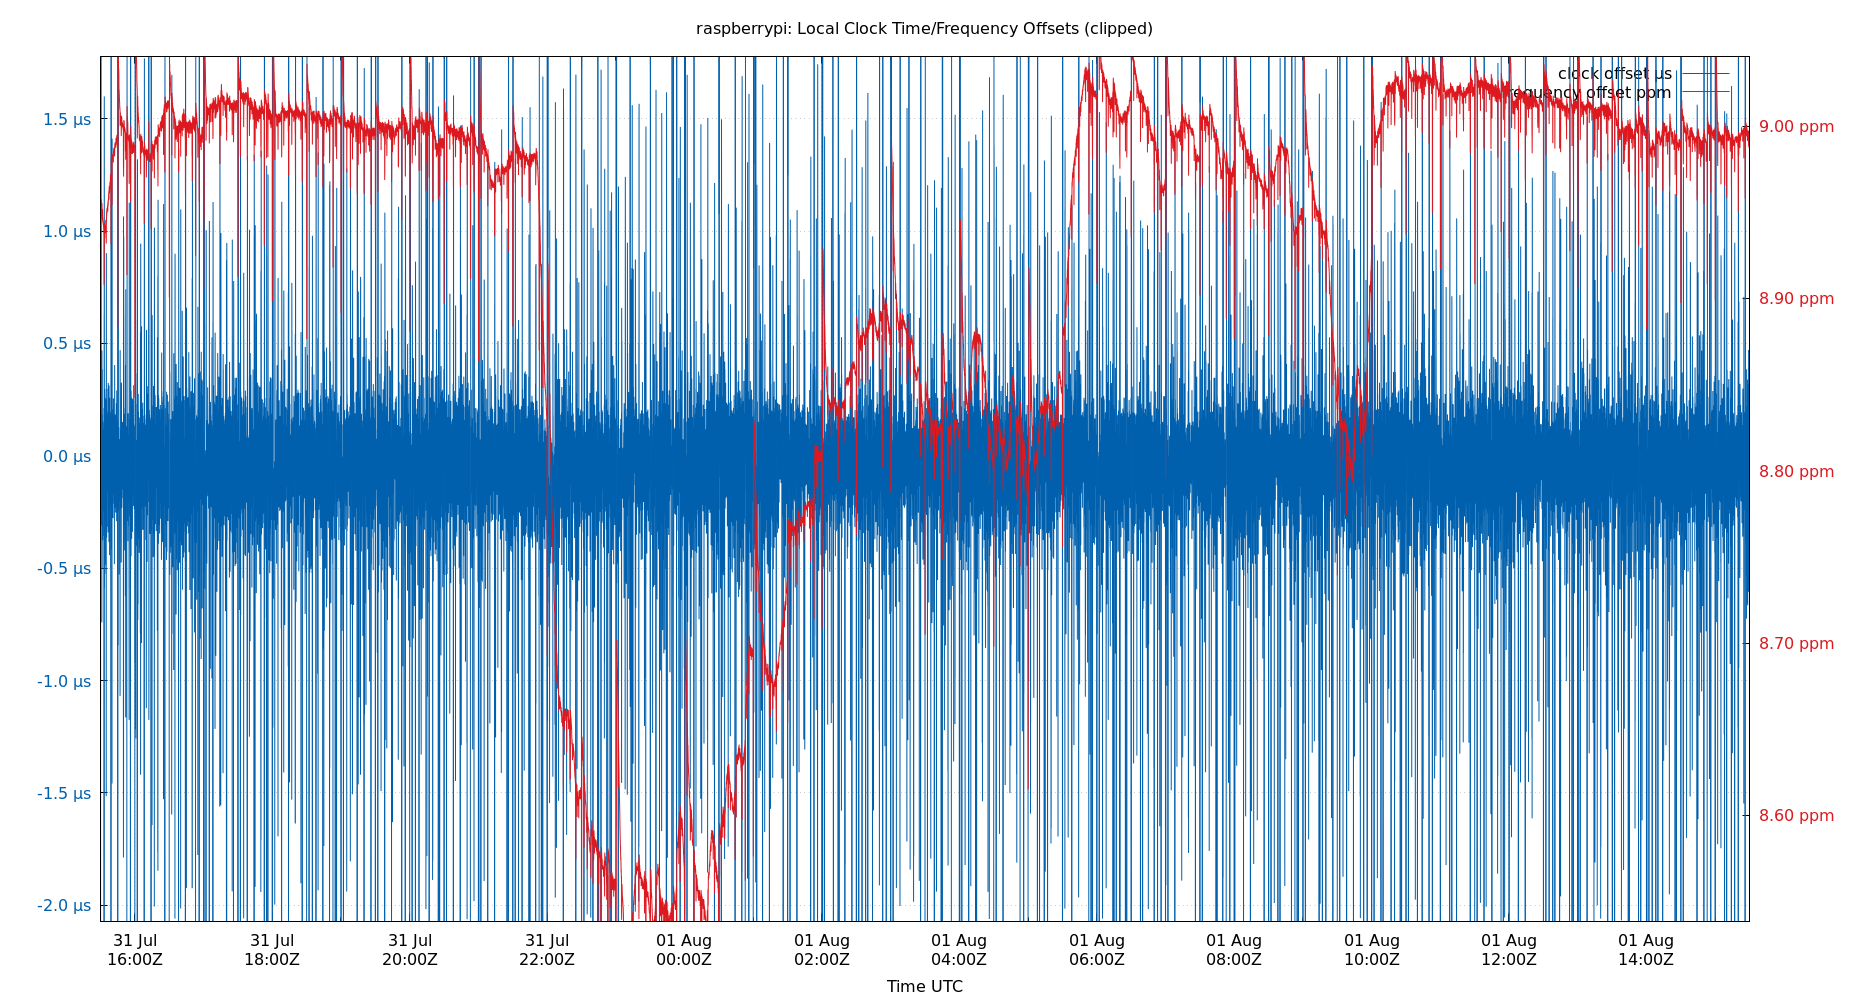 raspberrypi: Local Clock Time/Frequency Offsets (clipped)
clock offset µs
frequency offset ppm
1.5 µs
1.0 µs
0.5 µs
0.0 µs
-0.5 µs
-1.0 µs
-1.5 µs
-2.0 µs
9.00 ppm
8.90 ppm
8.80 ppm
8.70 ppm
8.60 ppm
31 Jul
16:00Z
31 Jul
18:00Z
31 Jul
20:00Z
31 Jul
22:00Z
01 Aug
00:00Z
01 Aug
02:00Z
01 Aug
04:00Z
01 Aug
06:00Z
01 Aug
08:00Z
01 Aug
10:00Z
01 Aug
12:00Z
01 Aug
14:00Z
Time UTC